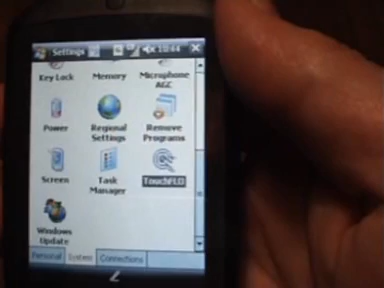 Settings 10:44
Key Lock Memory Microphone
AGC
Power Regional Remove
Settings Programs
Screen Task TouchFLO
Manager
Windows
Update
Personal System Connections